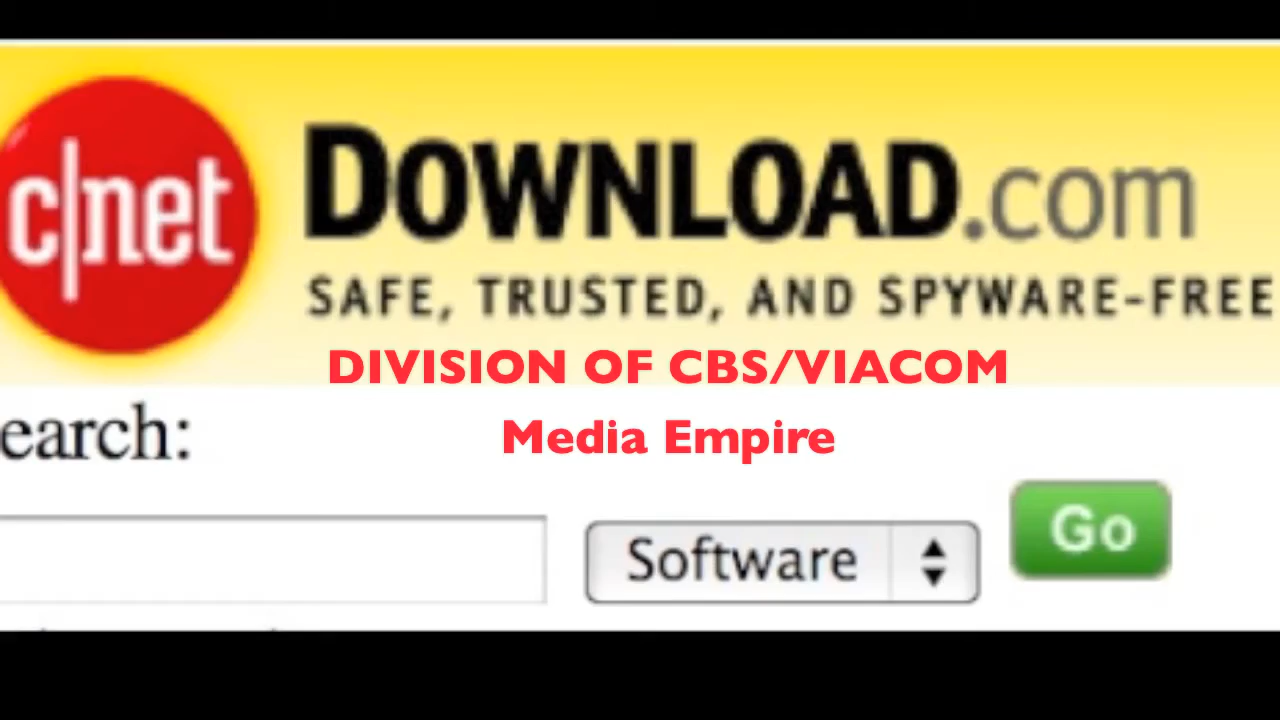 c|net
DOWNLOAD.com
SAFE, TRUSTED, AND SPYWARE-FREE
DIVISION OF CBS/VIACOM
Media Empire
earch:
Software
Go